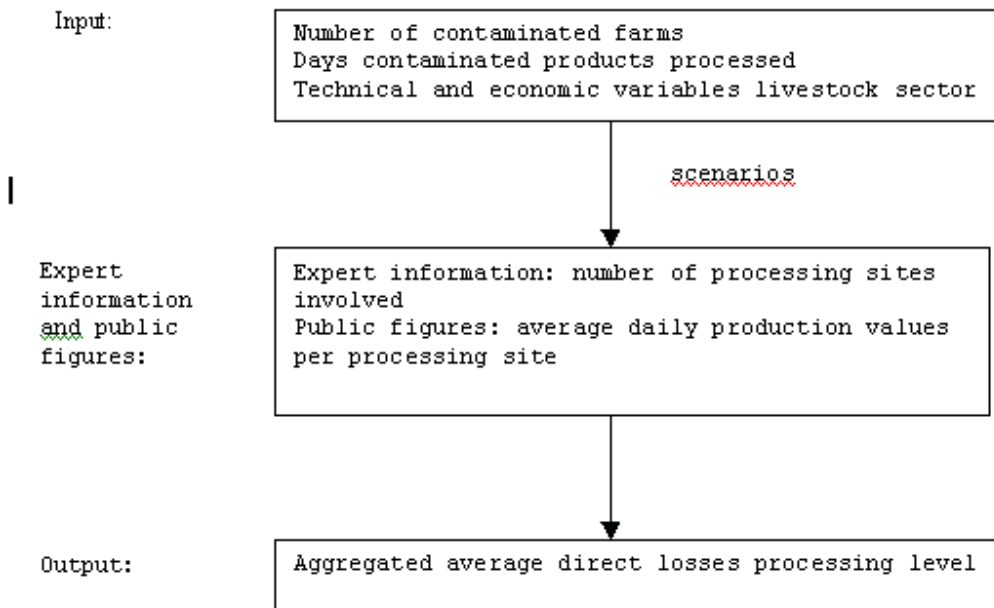 Input:
Number of contaminated farms
Days contaminated products processed
Technical and economic variables livestock sector
scenarios
Expert
information
and public
figures:
Expert information: number of processing sites
involved
Public figures: average daily production values
per processing site
Output:
Aggregated average direct losses processing level